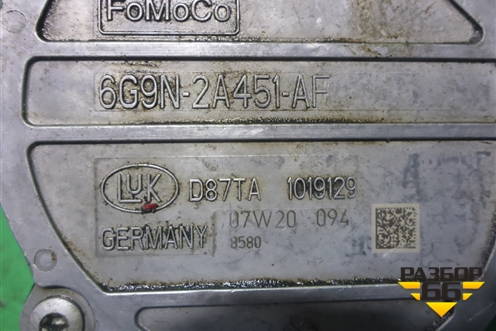 FoMoCo
6G9N-2A451-AF
LUK D87TA 1019129
GERMANY 07W20 094
8580
РАЗБОР
66